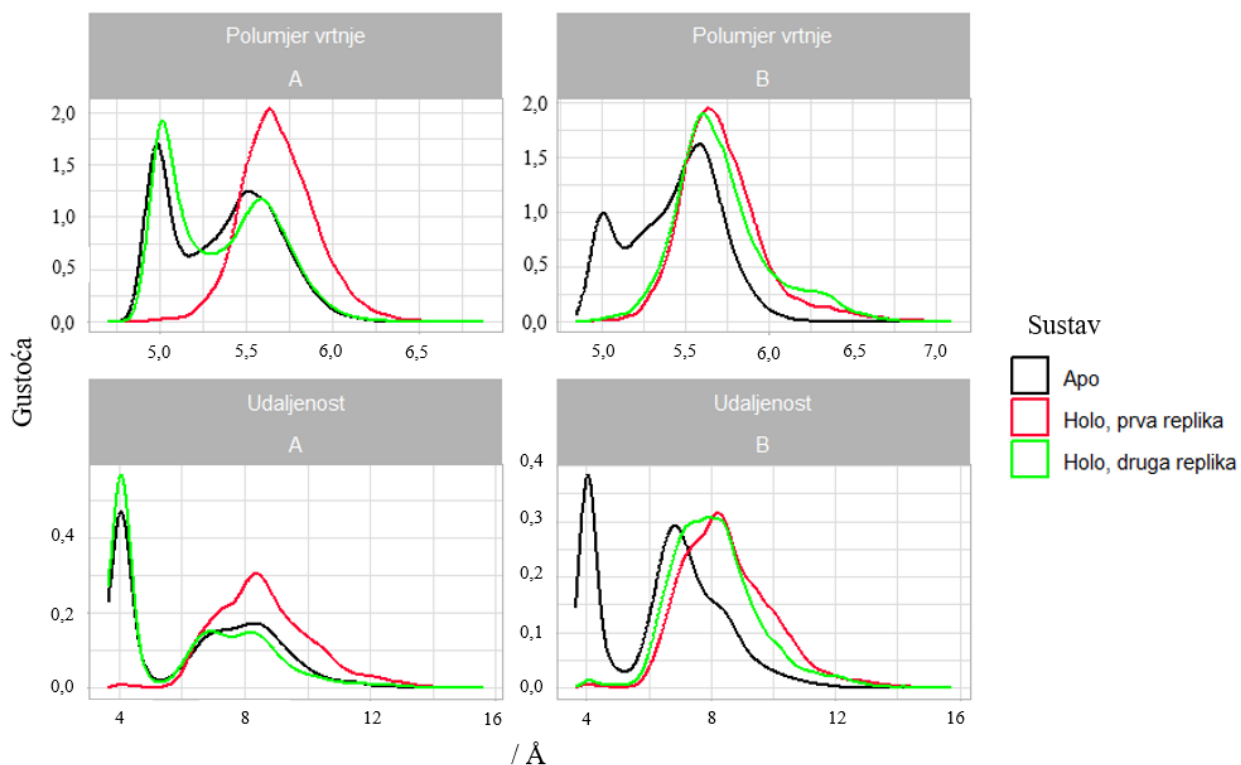 Polumjer vrtnje
A
2,0
1,5
1,0
0,5
0,0
5,0 5,5 6,0 6,5
Polumjer vrtnje
B
2,0
1,5
1,0
0,5
0,0
5,0 5,5 6,0 6,5 7,0
Gustoća
Udaljenost
A
0,4
0,2
0,0
4 8 12 16
Udaljenost
B
0,4
0,3
0,2
0,1
0,0
4 8 12 16
/ Å
Sustav
Apo
Holo, prva replika
Holo, druga replika